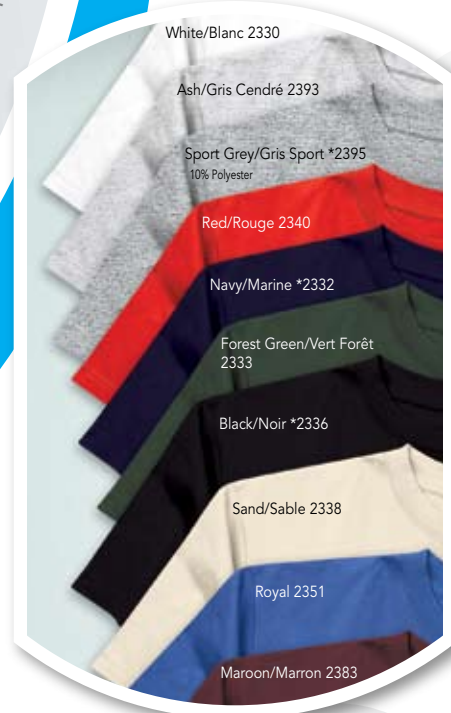 White/Blanc 2330
Ash/Gris Cendré 2393
Sport Grey/Gris Sport *2395
10% Polyester
Red/Rouge 2340
Navy/Marine *2332
Forest Green/Vert Forêt
2333
Black/Noir *2336
Sand/Sable 2338
Royal 2351
Maroon/Marron 2383